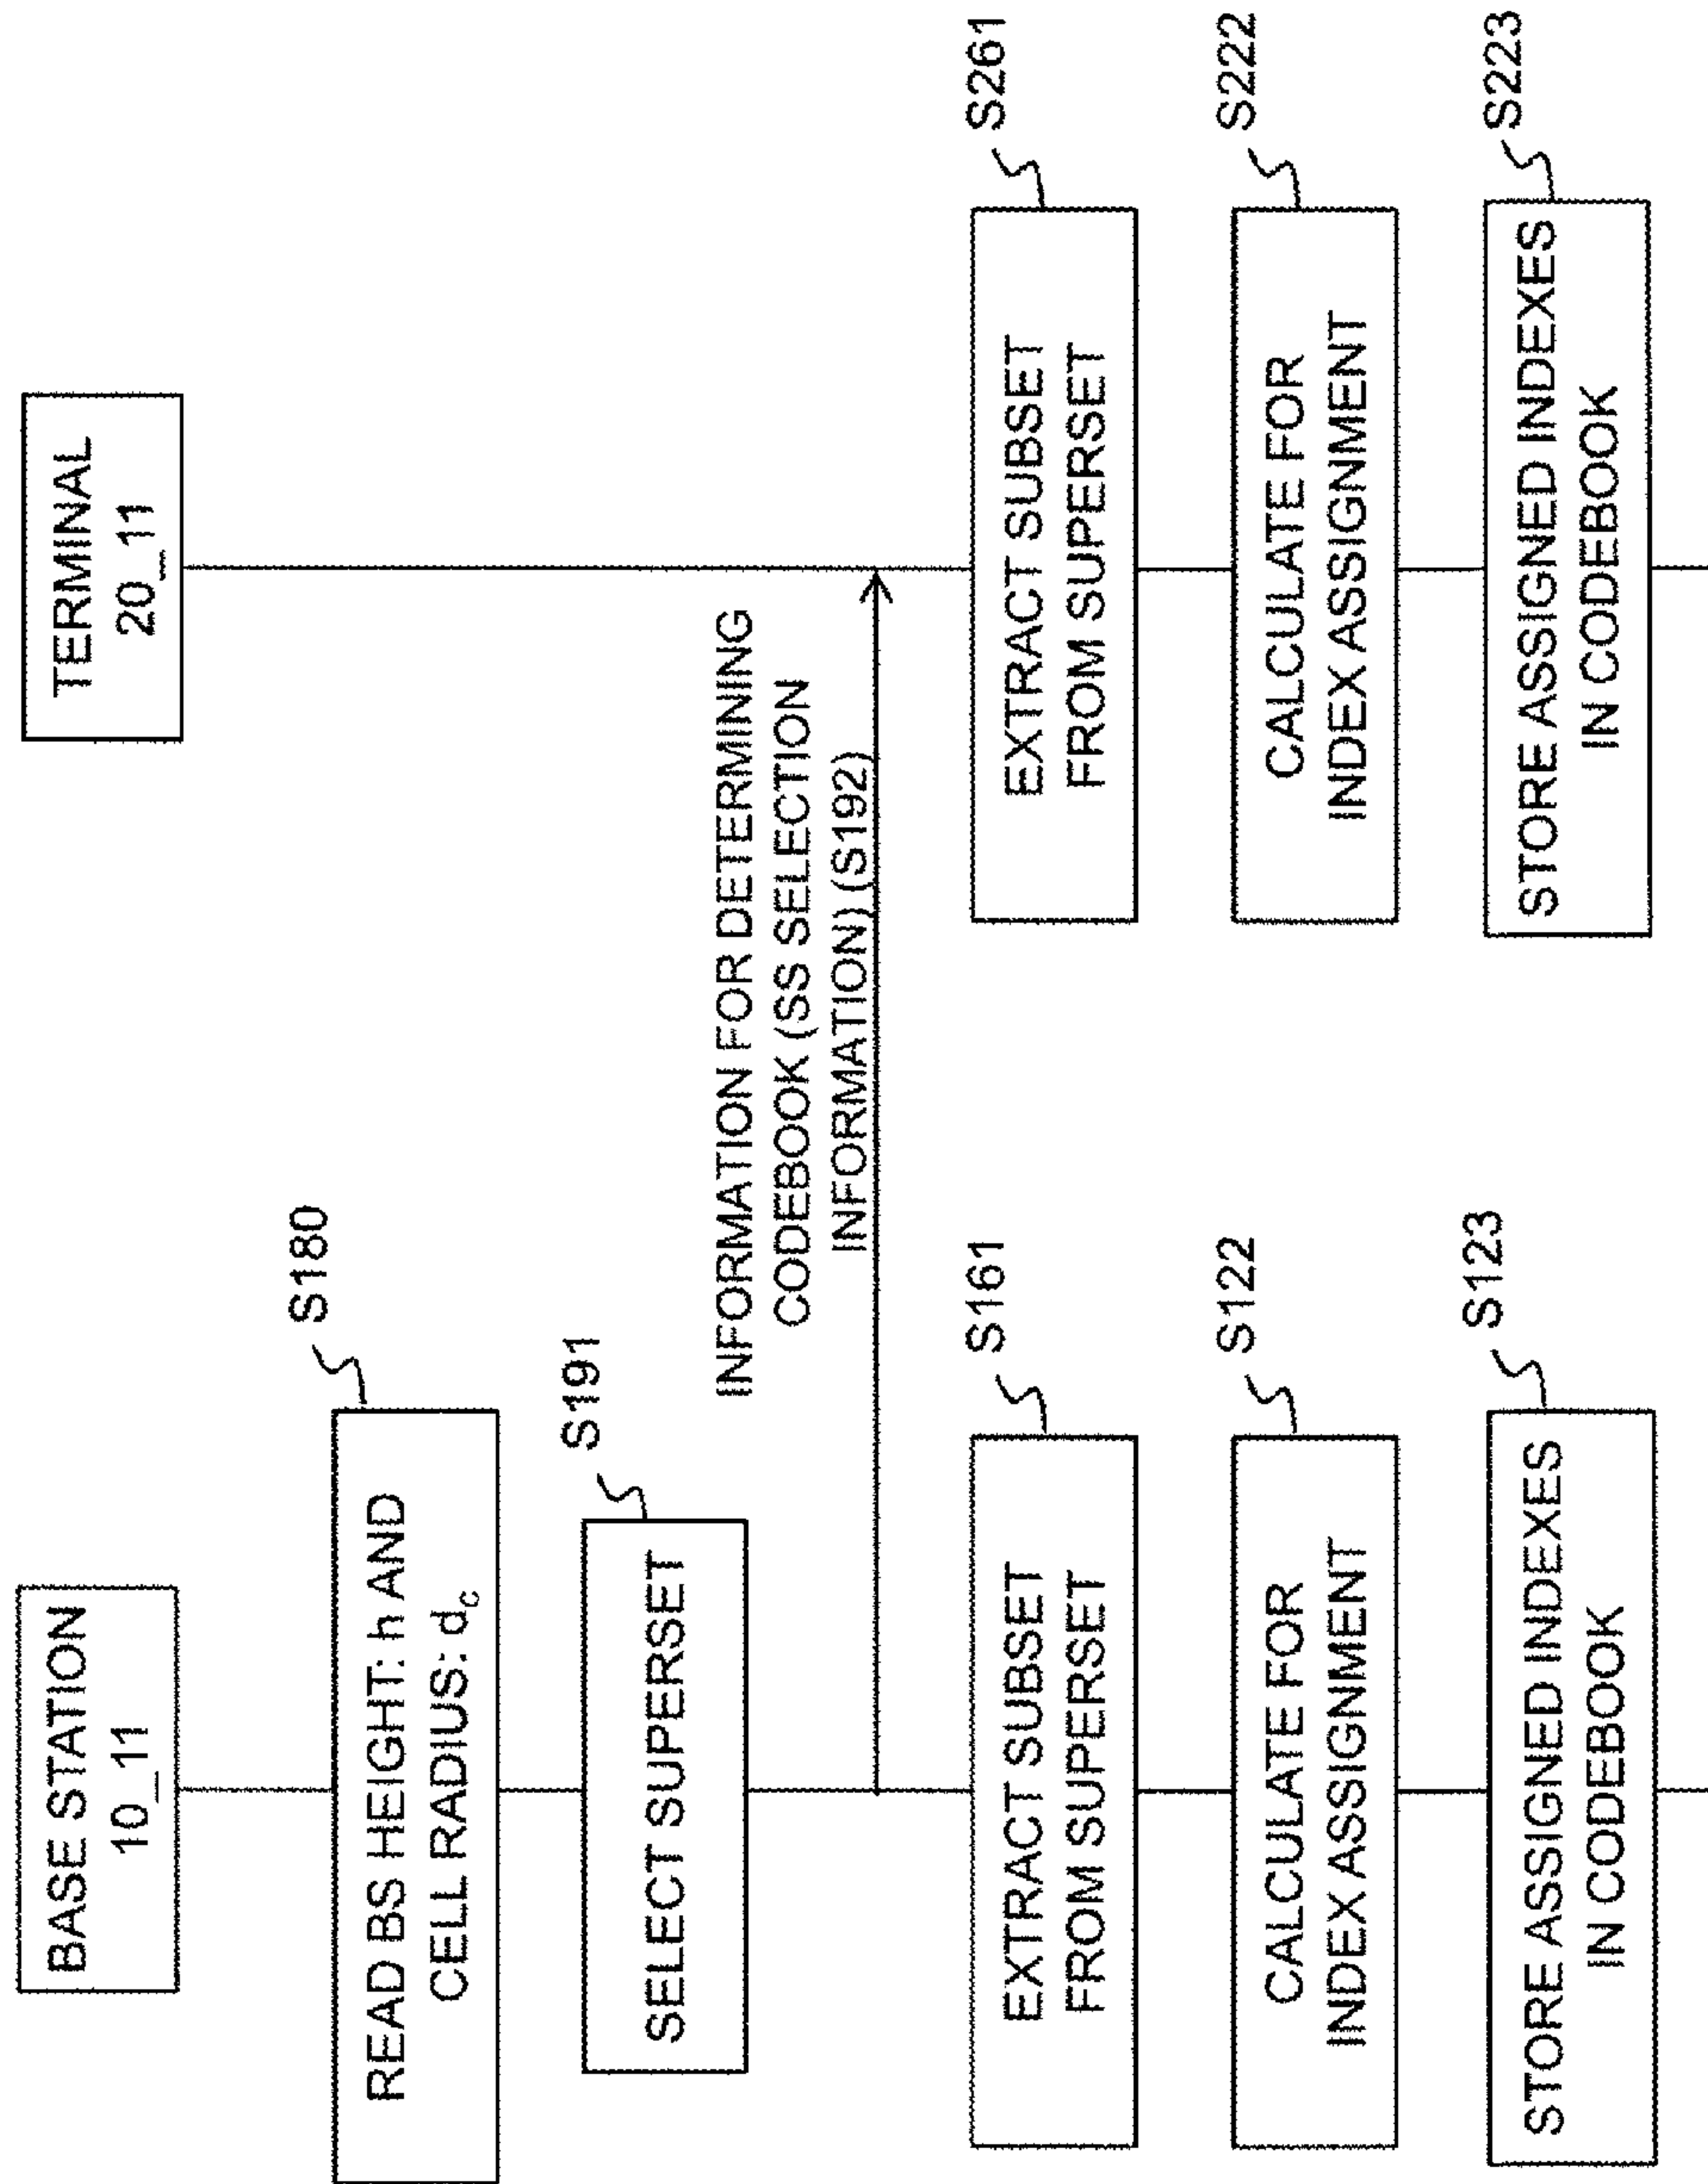 BASE STATION
10_11
TERMINAL
20_11
S180
READ BS HEIGHT: h AND
CELL RADIUS: dc
S191
SELECT SUPERSET
INFORMATION FOR DETERMINING
CODEBOOK (SS SELECTION
INFORMATION) (S192)
S161
EXTRACT SUBSET
FROM SUPERSET
S261
EXTRACT SUBSET
FROM SUPERSET
S122
CALCULATE FOR
INDEX ASSIGNMENT
S222
CALCULATE FOR
INDEX ASSIGNMENT
S123
STORE ASSIGNED INDEXES
IN CODEBOOK
S223
STORE ASSIGNED INDEXES
IN CODEBOOK